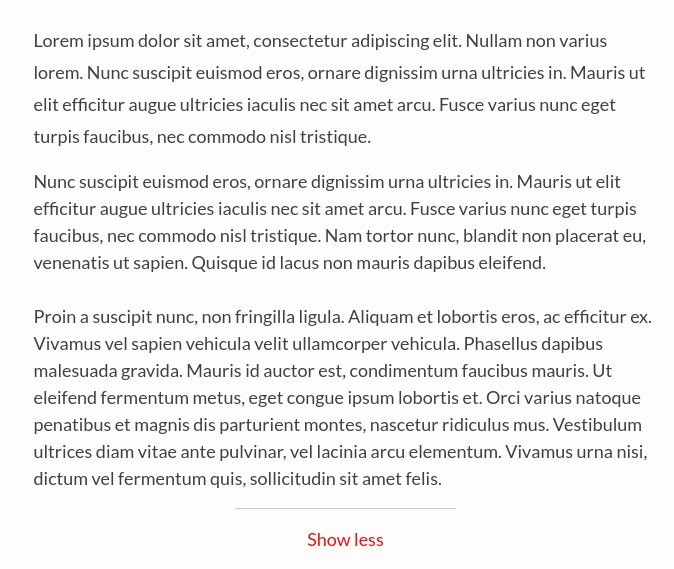 Lorem ipsum dolor sit amet, consectetur adipiscing elit. Nullam non varius
lorem. Nunc suscipit euismod eros, ornare dignissim urna ultricies in. Mauris ut
elit efficitur augue ultricies iaculis nec sit amet arcu. Fusce varius nunc eget
turpis faucibus, nec commodo nisl tristique.
Nunc suscipit euismod eros, ornare dignissim urna ultricies in. Mauris ut elit
efficitur augue ultricies iaculis nec sit amet arcu. Fusce varius nunc eget turpis
faucibus, nec commodo nisl tristique. Nam tortor nunc, blandit non placerat eu,
venenatis ut sapien. Quisque id lacus non mauris dapibus eleifend.
Proin a suscipit nunc, non fringilla ligula. Aliquam et lobortis eros, ac efficitur ex.
Vivamus vel sapien vehicula velit ullamcorper vehicula. Phasellus dapibus
malesuada gravida. Mauris id auctor est, condimentum faucibus mauris. Ut
eleifend fermentum metus, eget congue ipsum lobortis et. Orci varius natoque
penatibus et magnis dis parturient montes, nascetur ridiculus mus. Vestibulum
ultrices diam vitae ante pulvinar, vel lacinia arcu elementum. Vivamus urna nisi,
dictum vel fermentum quis, sollicitudin sit amet felis.
Show less